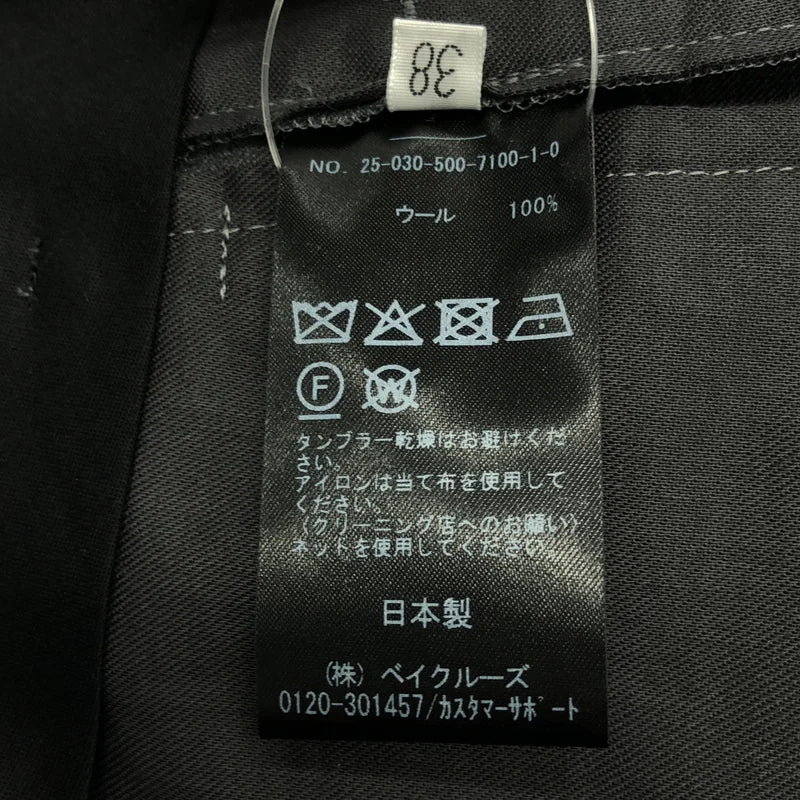 38
NO. 25-030-500-7100-1-0
ウール 100%
F
W
タンブラー乾燥はお避けくだ
さい。
アイロンは当て布を使用して
ください。
〈クリーニング店へのお願い〉
ネットを使用してください。
日本製
(株) ベイクルーズ
0120-301457/カスタマーサポート